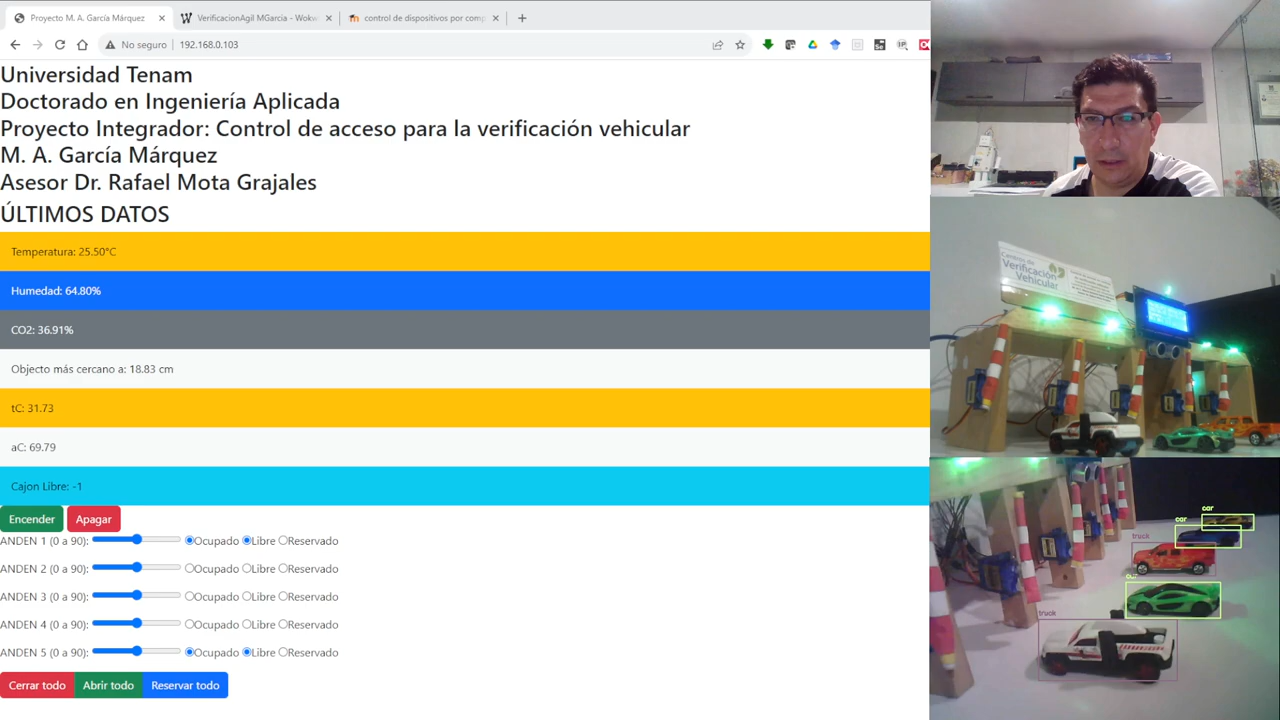 Proyecto M. A. García Márquez
VerificacionAgil MGarcia - Wokw
control de dispositivos por comp
No seguro
192.168.0.103
Universidad Tenam
Doctorado en Ingeniería Aplicada
Proyecto Integrador: Control de acceso para la verificación vehicular
M. A. García Márquez
Asesor Dr. Rafael Mota Grajales
ÚLTIMOS DATOS
Temperatura: 25.50°C
Humedad: 64.80%
CO2: 36.91%
Objecto más cercano a: 18.83 cm
tC: 31.73
aC: 69.79
Cajon Libre: -1
Encender Apagar
ANDEN 1 (0 a 90): Ocupado Libre Reservado
ANDEN 2 (0 a 90): Ocupado Libre Reservado
ANDEN 3 (0 a 90): Ocupado Libre Reservado
ANDEN 4 (0 a 90): Ocupado Libre Reservado
ANDEN 5 (0 a 90): Ocupado Libre Reservado
Cerrar todo Abrir todo Reservar todo
Centros de
Verificación
Vehicular
car
car
truck
car
truck